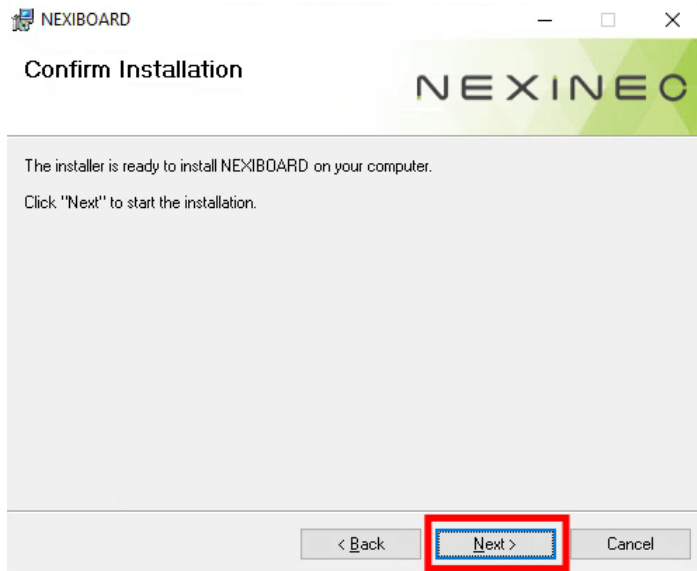 NEXIBOARD
Confirm Installation
NEXINEC
The installer is ready to install NEXIBOARD on your computer.
Click "Next" to start the installation.
< Back
Next >
Cancel